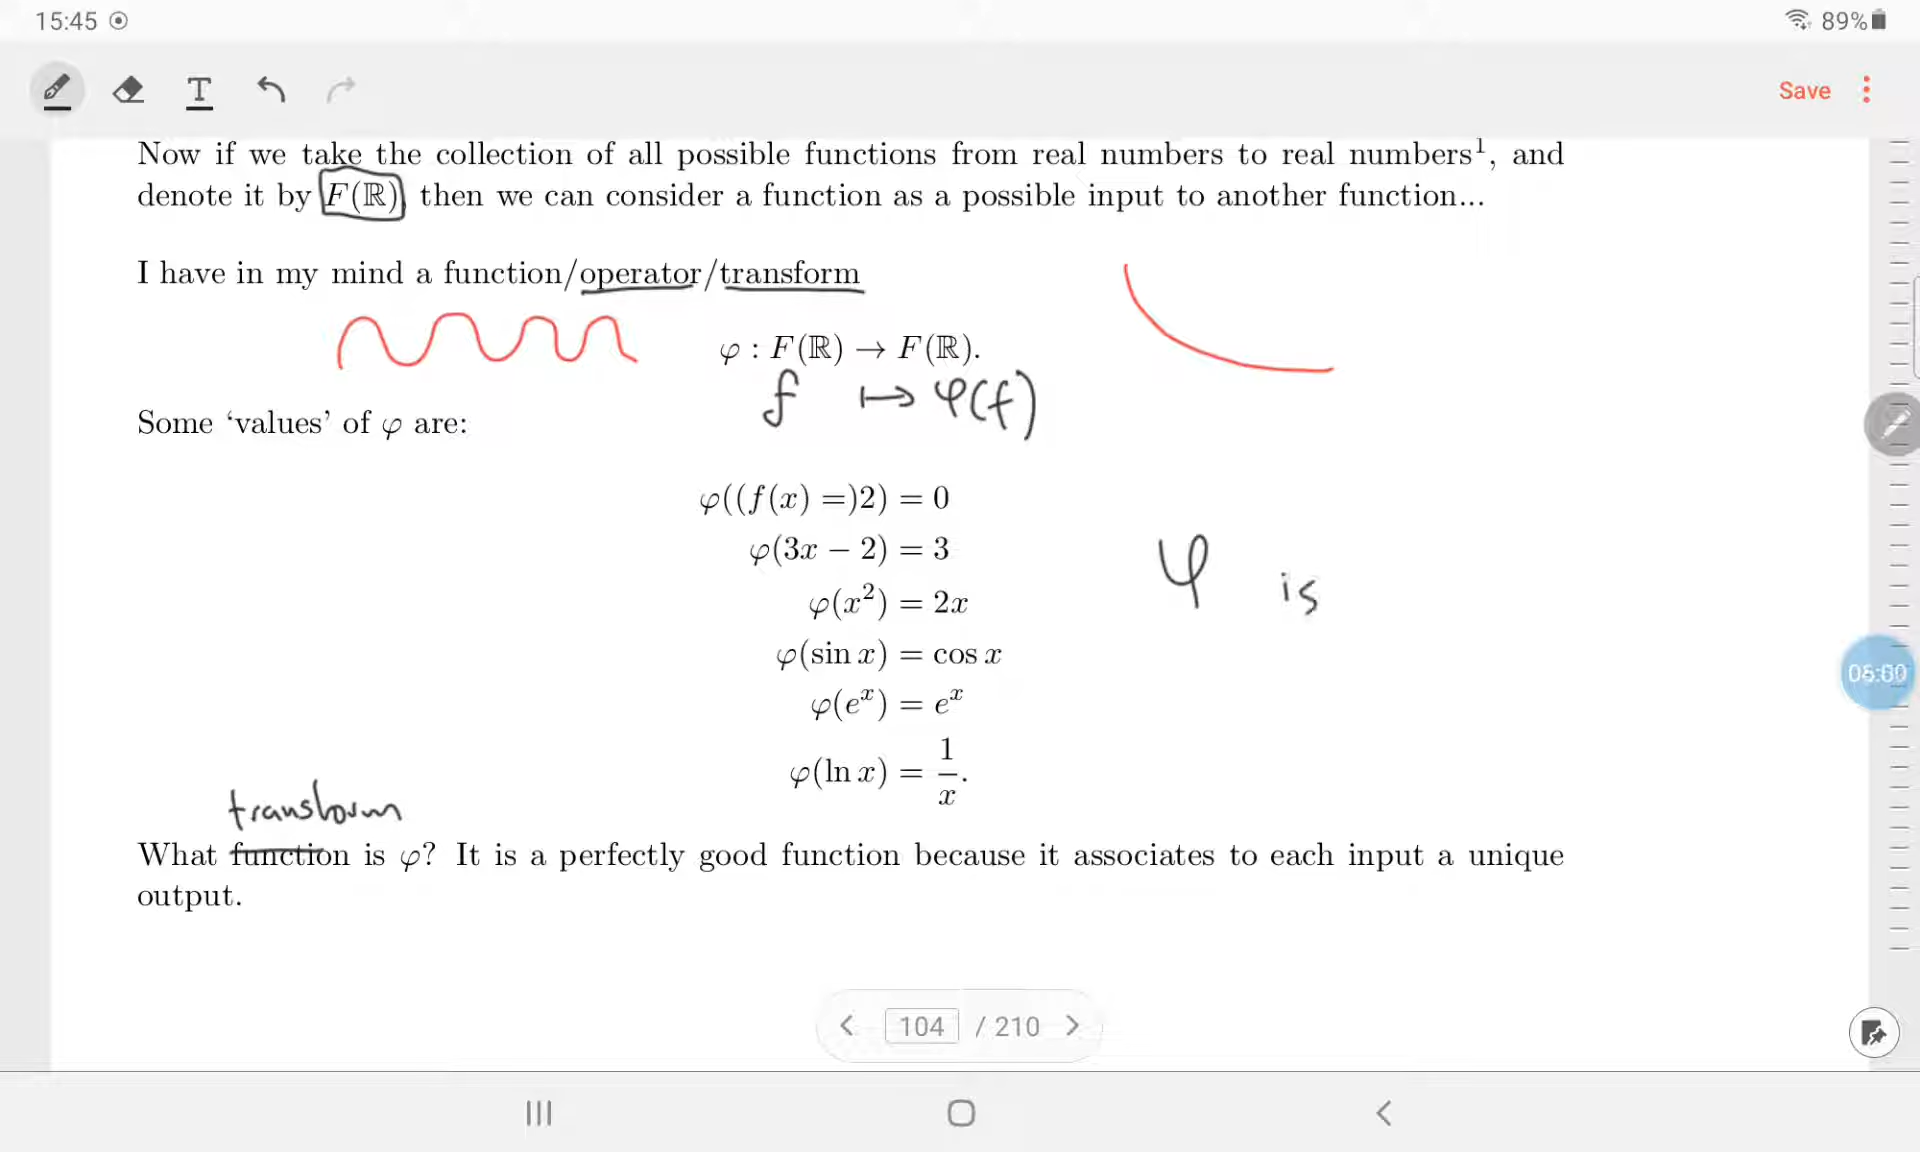 15:45
89%
T
Save
Now if we take the collection of all possible functions from real numbers to real numbers¹, and
denote it by F(ℝ) then we can consider a function as a possible input to another function...
I have in my mind a function/operator/transform
φ : F(ℝ) → F(ℝ).
f ↦ φ(f)
Some ‘values’ of φ are:
φ((f(x) =)2) = 0
φ(3x − 2) = 3
φ(x²) = 2x
φ is
φ(sin x) = cos x
φ(eˣ) = eˣ
φ(ln x) = 1/x.
transform
What function is φ? It is a perfectly good function because it associates to each input a unique
output.
104 / 210